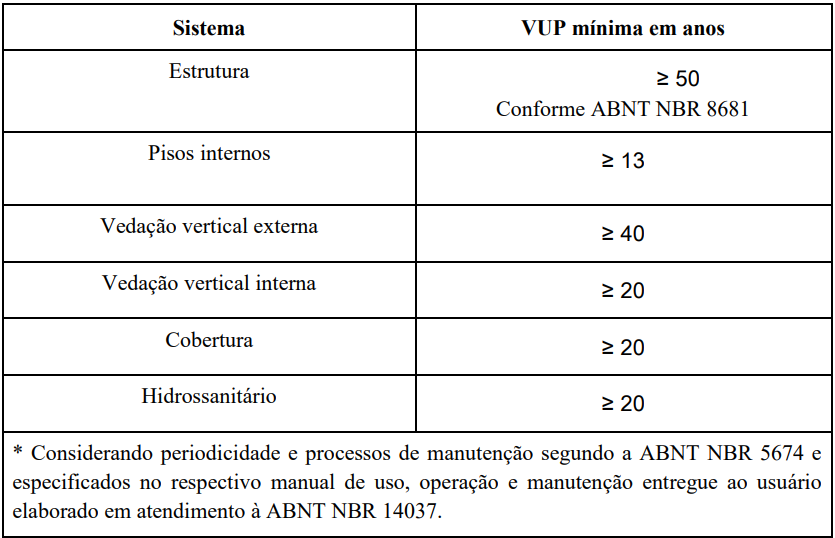 Sistema VUP mínima em anos
Estrutura ≥ 50
Conforme ABNT NBR 8681
Pisos internos ≥ 13
Vedação vertical externa ≥ 40
Vedação vertical interna ≥ 20
Cobertura ≥ 20
Hidrossanitário ≥ 20
* Considerando periodicidade e processos de manutenção segundo a ABNT NBR 5674 e
especificados no respectivo manual de uso, operação e manutenção entregue ao usuário
elaborado em atendimento à ABNT NBR 14037.